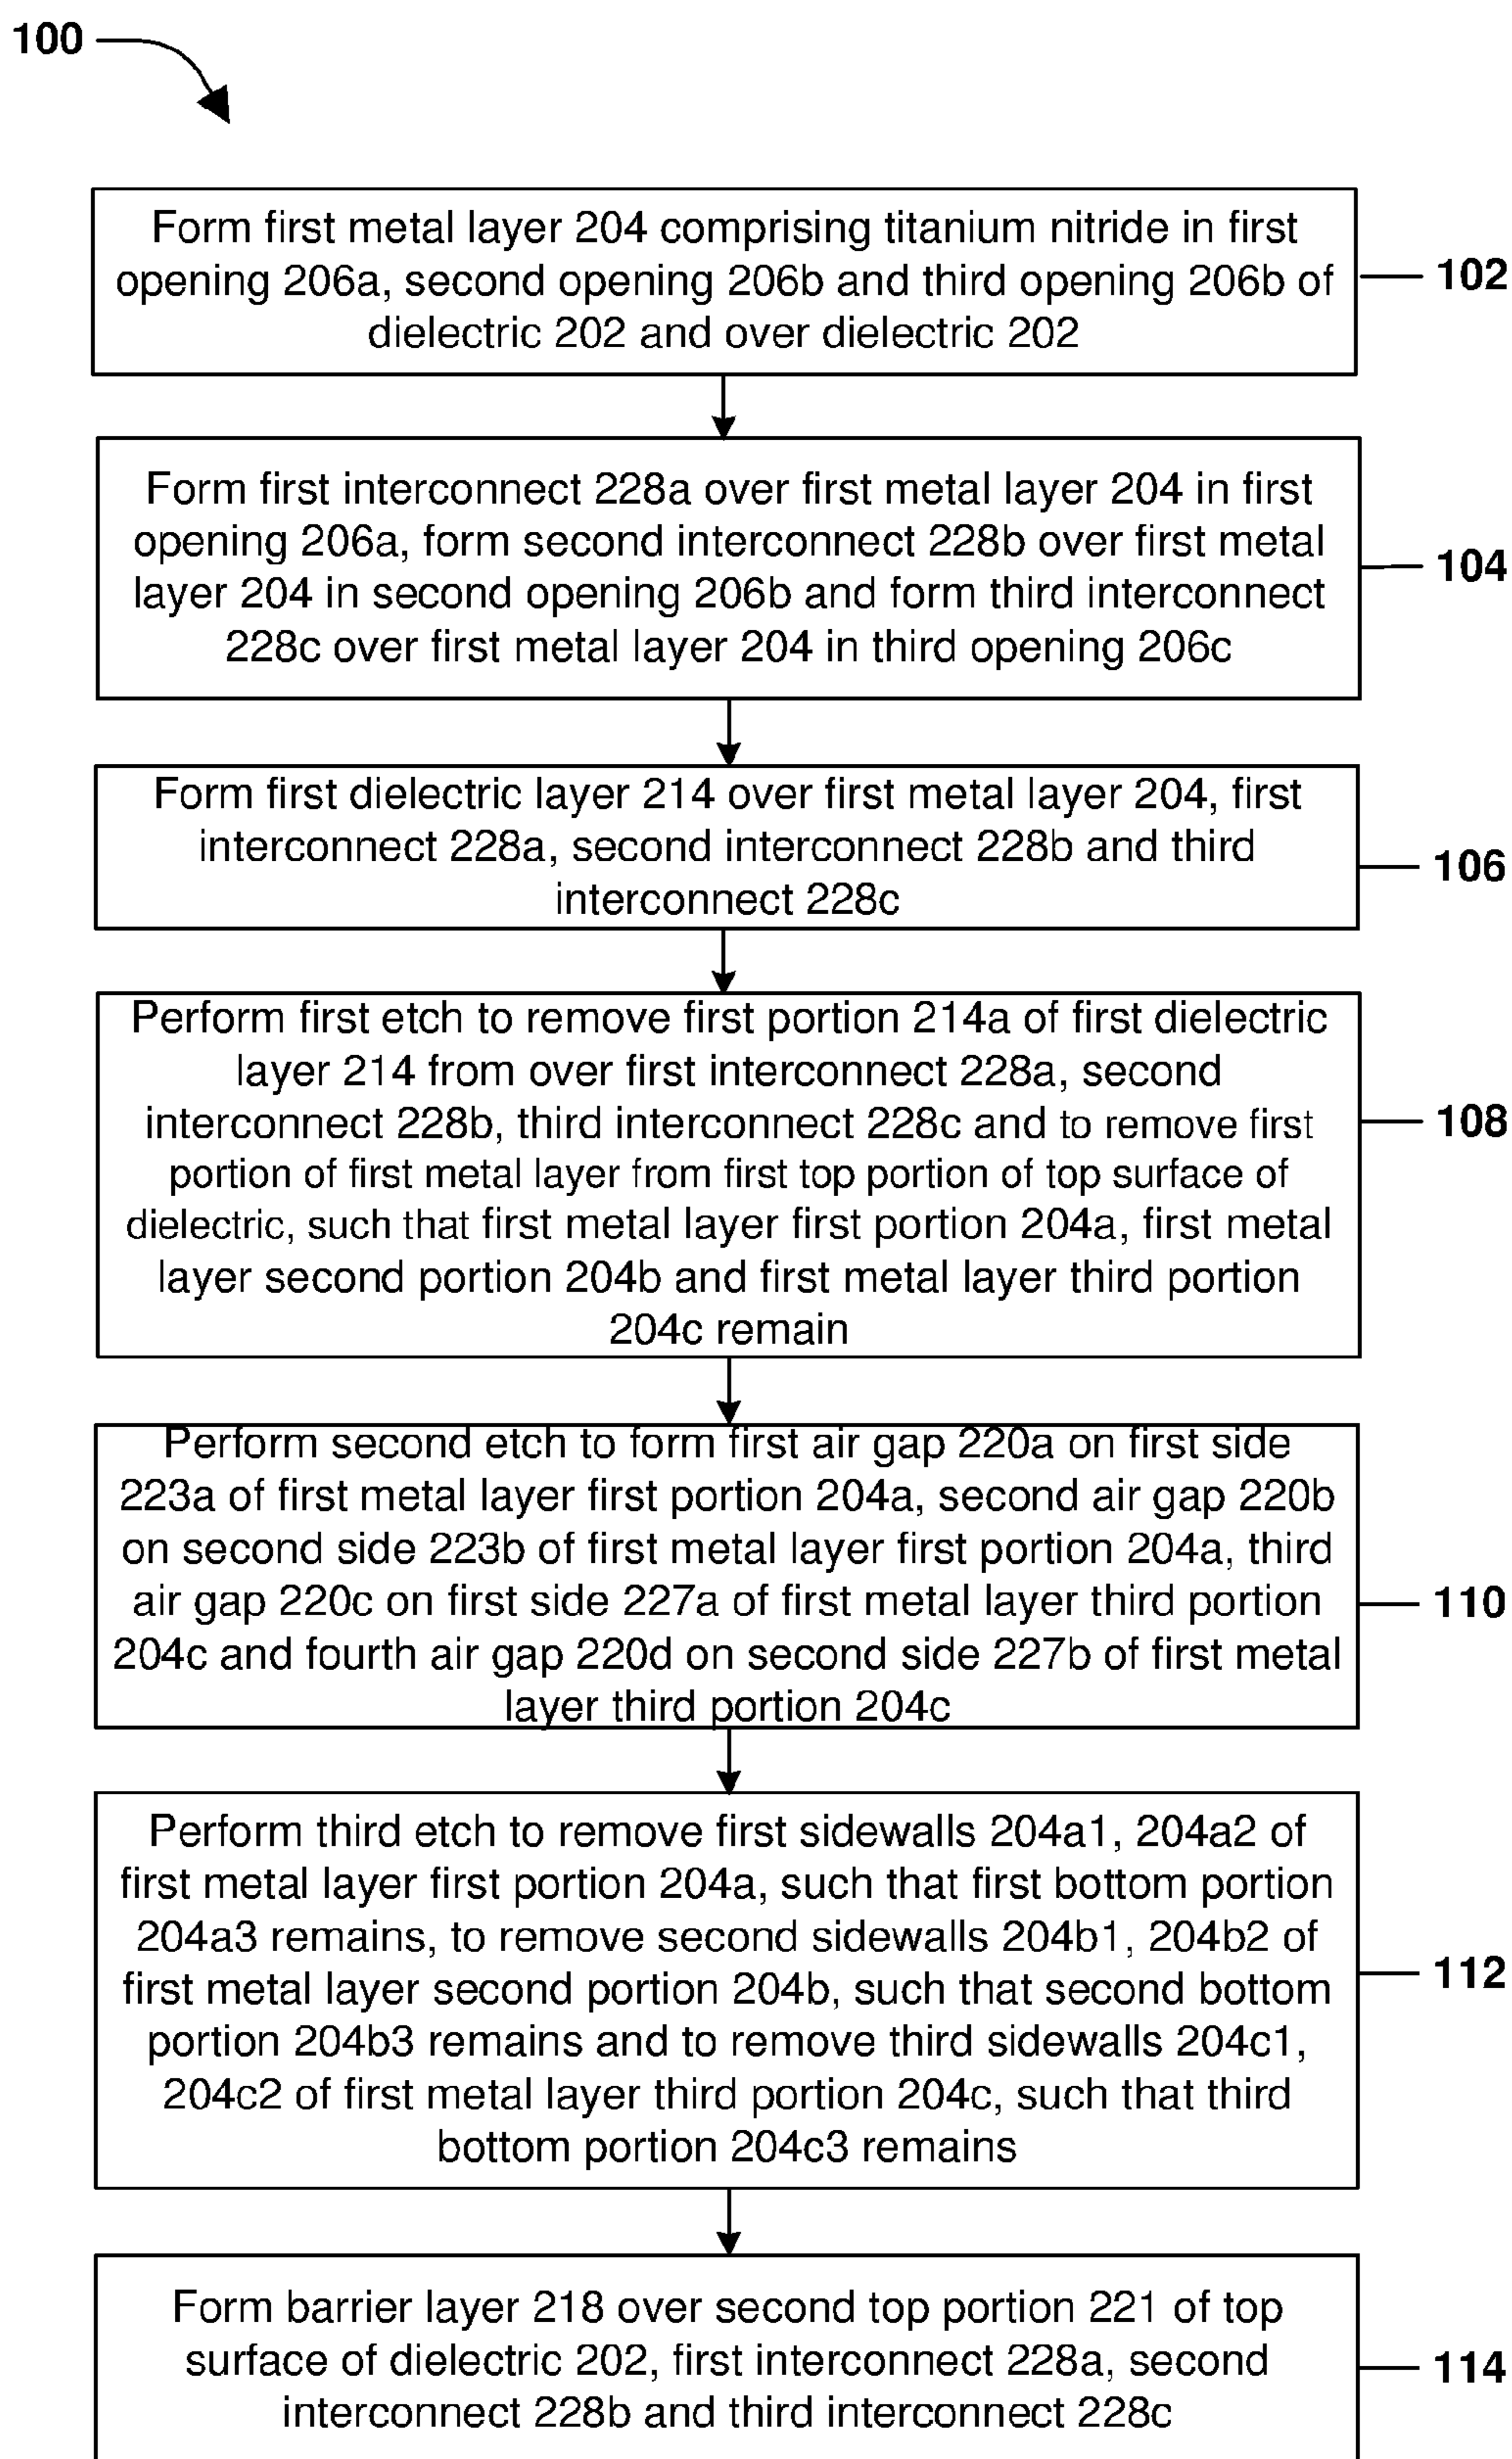 100
Form first metal layer 204 comprising titanium nitride in first
opening 206a, second opening 206b and third opening 206b of
dielectric 202 and over dielectric 202
102
Form first interconnect 228a over first metal layer 204 in first
opening 206a, form second interconnect 228b over first metal
layer 204 in second opening 206b and form third interconnect
228c over first metal layer 204 in third opening 206c
104
Form first dielectric layer 214 over first metal layer 204, first
interconnect 228a, second interconnect 228b and third
interconnect 228c
106
Perform first etch to remove first portion 214a of first dielectric
layer 214 from over first interconnect 228a, second
interconnect 228b, third interconnect 228c and to remove first
portion of first metal layer from first top portion of top surface of
dielectric, such that first metal layer first portion 204a, first metal
layer second portion 204b and first metal layer third portion
204c remain
108
Perform second etch to form first air gap 220a on first side
223a of first metal layer first portion 204a, second air gap 220b
on second side 223b of first metal layer first portion 204a, third
air gap 220c on first side 227a of first metal layer third portion
204c and fourth air gap 220d on second side 227b of first metal
layer third portion 204c
110
Perform third etch to remove first sidewalls 204a1, 204a2 of
first metal layer first portion 204a, such that first bottom portion
204a3 remains, to remove second sidewalls 204b1, 204b2 of
first metal layer second portion 204b, such that second bottom
portion 204b3 remains and to remove third sidewalls 204c1,
204c2 of first metal layer third portion 204c, such that third
bottom portion 204c3 remains
112
Form barrier layer 218 over second top portion 221 of top
surface of dielectric 202, first interconnect 228a, second
interconnect 228b and third interconnect 228c
114